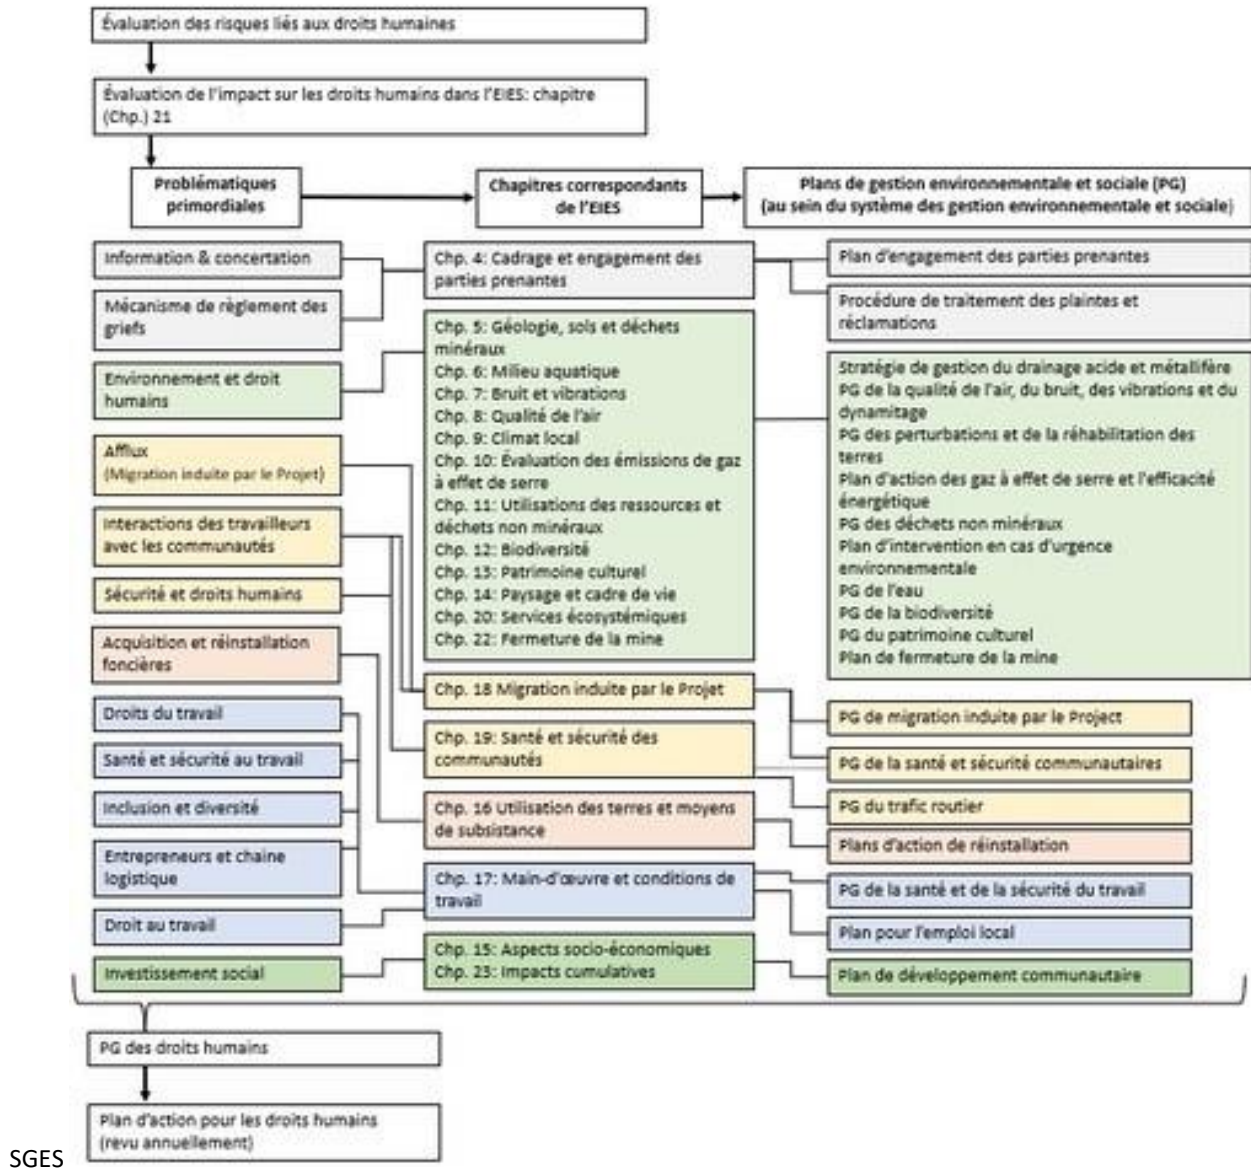 Évaluation des risques liés aux droits humaines
Évaluation de l'impact sur les droits humains dans l'EIES: chapitre
(Chp.) 21
Problématiques
primordiales
Chapitres correspondants
de l'EIES
Plans de gestion environnementale et sociale (PG)
(au sein du système des gestion environnementale et sociale)
Information & concertation
Mécanisme de règlement des
griefs
Environnement et droit
humains
Afflux
(Migration induite par le Projet)
Interactions des travailleurs
avec les communautés
Sécurité et droits humains
Acquisition et réinstallation
foncières
Droits du travail
Santé et sécurité au travail
Inclusion et diversité
Entrepreneurs et chaine
logistique
Droit au travail
Investissement social
Chp. 4: Cadrage et engagement des
parties prenantes
Chp. 5: Géologie, sols et déchets
minéraux
Chp. 6: Milieu aquatique
Chp. 7: Bruit et vibrations
Chp. 8: Qualité de l'air
Chp. 9: Climat local
Chp. 10: Évaluation des émissions de gaz
à effet de serre
Chp. 11: Utilisations des ressources et
déchets non minéraux
Chp. 12: Biodiversité
Chp. 13: Patrimoine culturel
Chp. 14: Paysage et cadre de vie
Chp. 20: Services écosystémiques
Chp. 22: Fermeture de la mine
Chp. 18 Migration induite par le Projet
Chp. 19: Santé et sécurité des
communautés
Chp. 16 Utilisation des terres et moyens
de subsistance
Chp. 17: Main-d'œuvre et conditions de
travail
Chp. 15: Aspects socio-économiques
Chp. 23: Impacts cumulatives
Plan d'engagement des parties prenantes
Procédure de traitement des plaintes et
réclamations
Stratégie de gestion du drainage acide et métallifère
PG de la qualité de l'air, du bruit, des vibrations et du
dynamitage
PG des perturbations et de la réhabilitation des
terres
Plan d'action des gaz à effet de serre et l'efficacité
énergétique
PG des déchets non minéraux
Plan d'intervention en cas d'urgence
environnementale
PG de l'eau
PG de la biodiversité
PG du patrimoine culturel
Plan de fermeture de la mine
PG de migration induite par le Project
PG de la santé et sécurité communautaires
PG du trafic routier
Plans d'action de réinstallation
PG de la santé et de la sécurité du travail
Plan pour l'emploi local
Plan de développement communautaire
PG des droits humains
Plan d'action pour les droits humains
(revu annuellement)
SGES